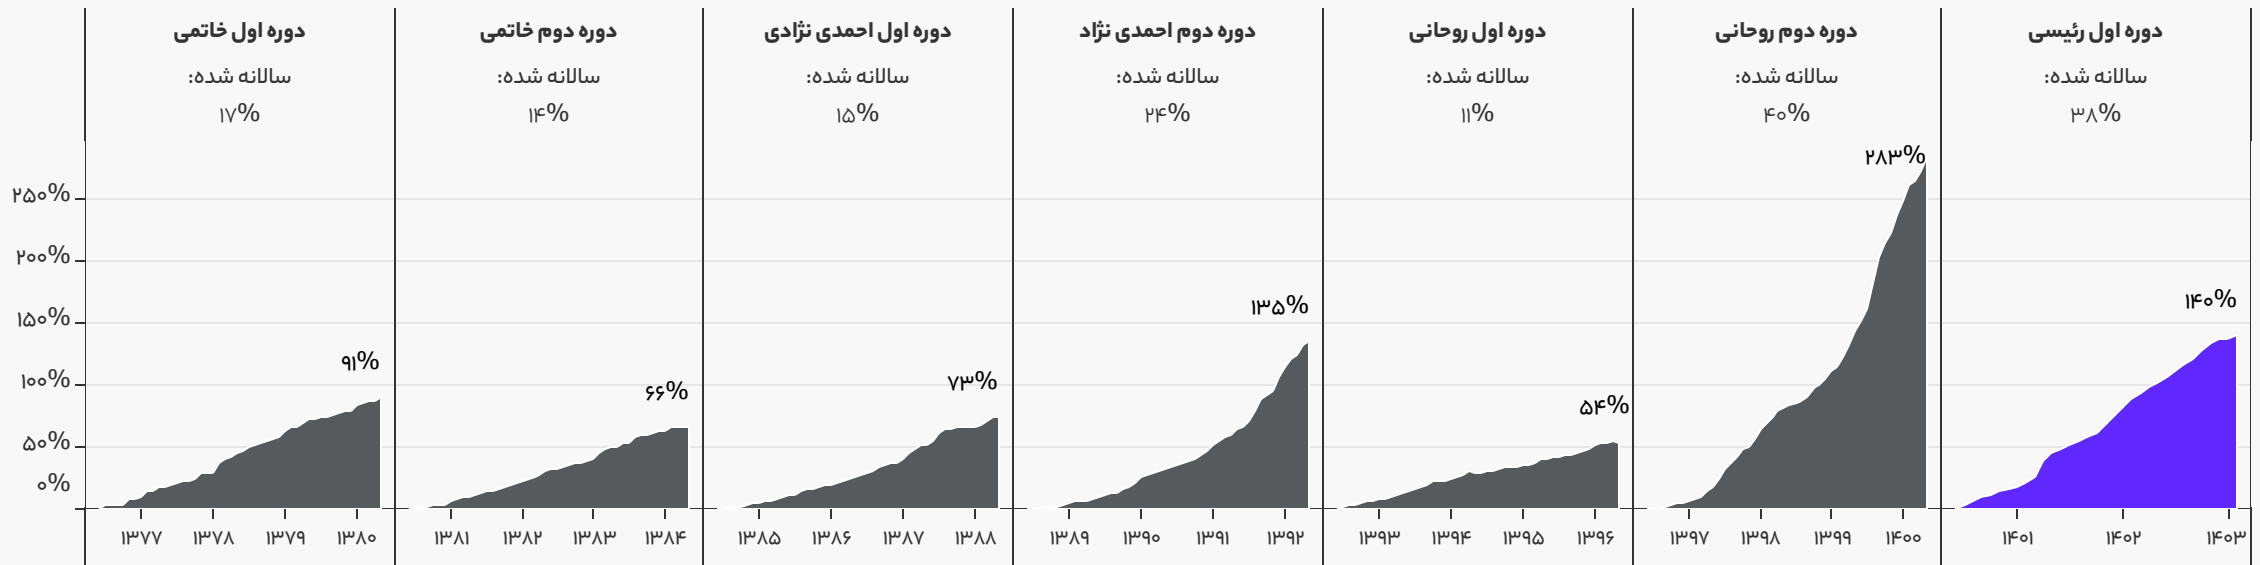 دوره اول خاتمی
سالانه شده:
۱۷%
دوره دوم خاتمی
سالانه شده:
۱۴%
دوره اول احمدی نژادی
سالانه شده:
۱۵%
دوره دوم احمدی نژاد
سالانه شده:
۲۴%
دوره اول روحانی
سالانه شده:
۱۱%
دوره دوم روحانی
سالانه شده:
۴۰%
دوره اول رئیسی
سالانه شده:
۳۸%
۲۵۰%
۲۰۰%
۱۵۰%
۱۰۰%
۵۰%
۰%
۹۱%
۶۶%
۷۳%
۱۳۵%
۵۴%
۲۸۳%
۱۴۰%
۱۳۷۷ ۱۳۷۸ ۱۳۷۹ ۱۳۸۰
۱۳۸۱ ۱۳۸۲ ۱۳۸۳ ۱۳۸۴
۱۳۸۵ ۱۳۸۶ ۱۳۸۷ ۱۳۸۸
۱۳۸۹ ۱۳۹۰ ۱۳۹۱ ۱۳۹۲
۱۳۹۳ ۱۳۹۴ ۱۳۹۵ ۱۳۹۶
۱۳۹۷ ۱۳۹۸ ۱۳۹۹ ۱۴۰۰
۱۴۰۱ ۱۴۰۲ ۱۴۰۳